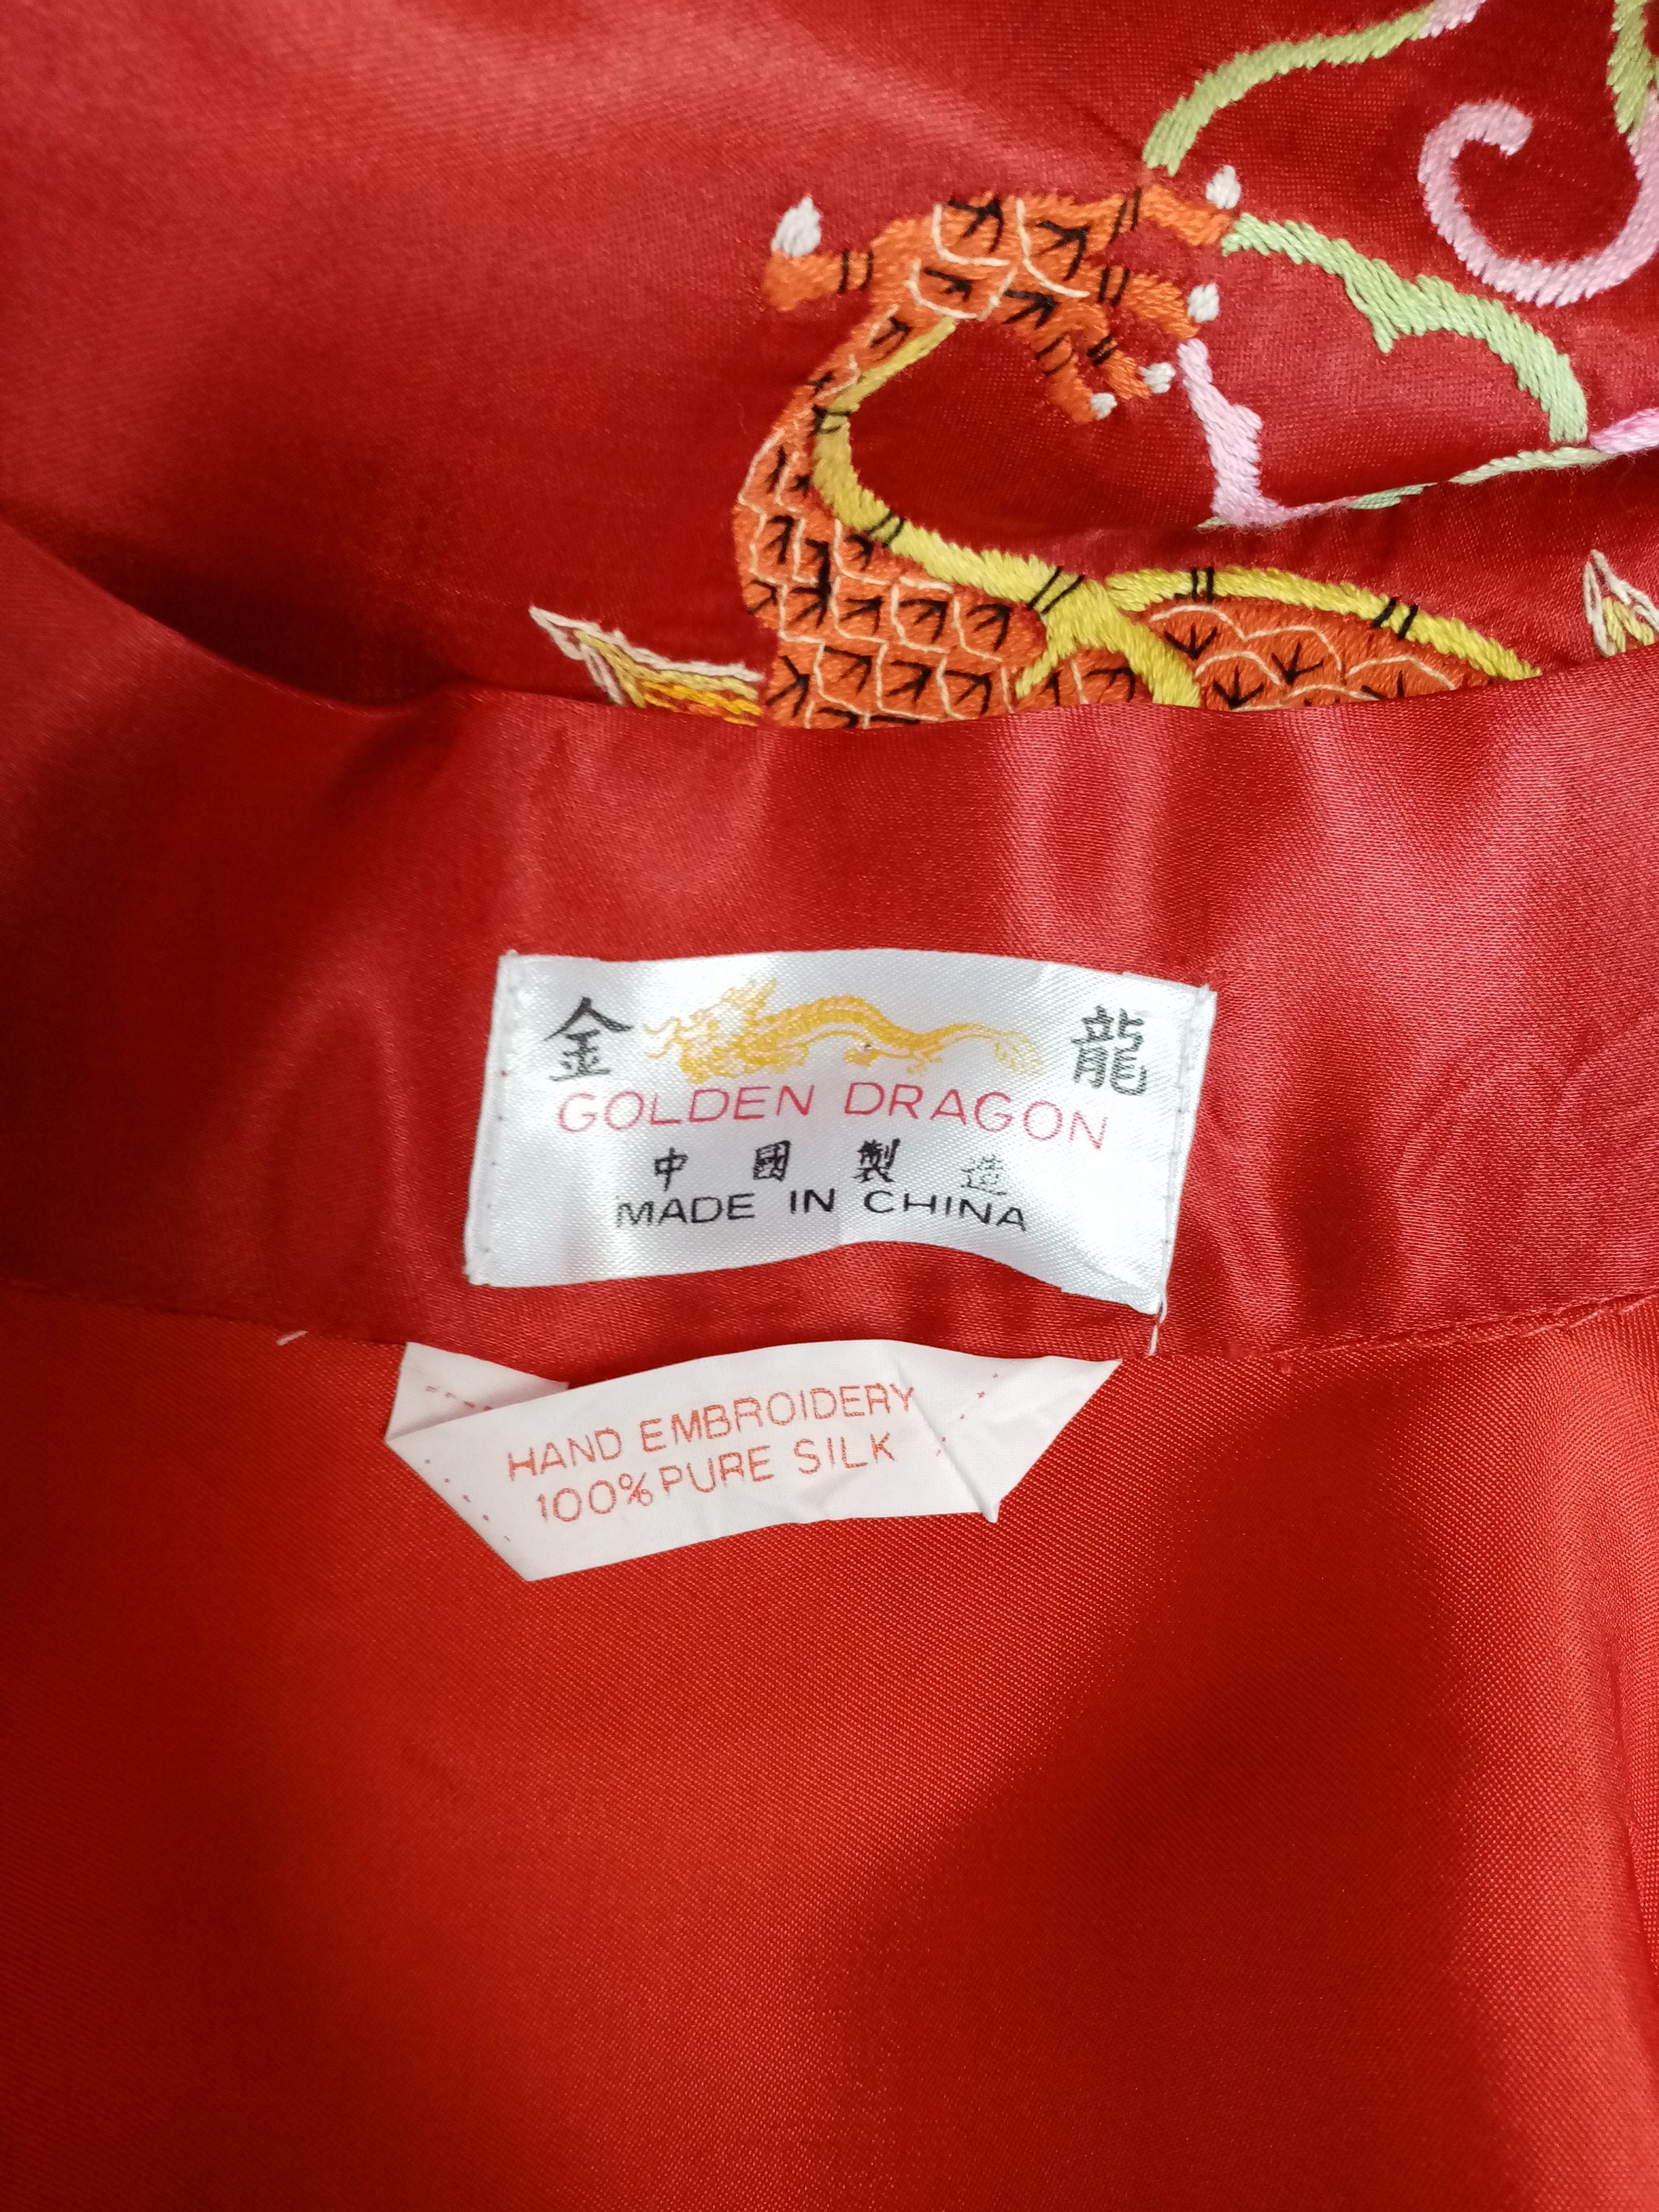 金 龍
GOLDEN DRAGON
中國製造
MADE IN CHINA
HAND EMBROIDERY
100% PURE SILK